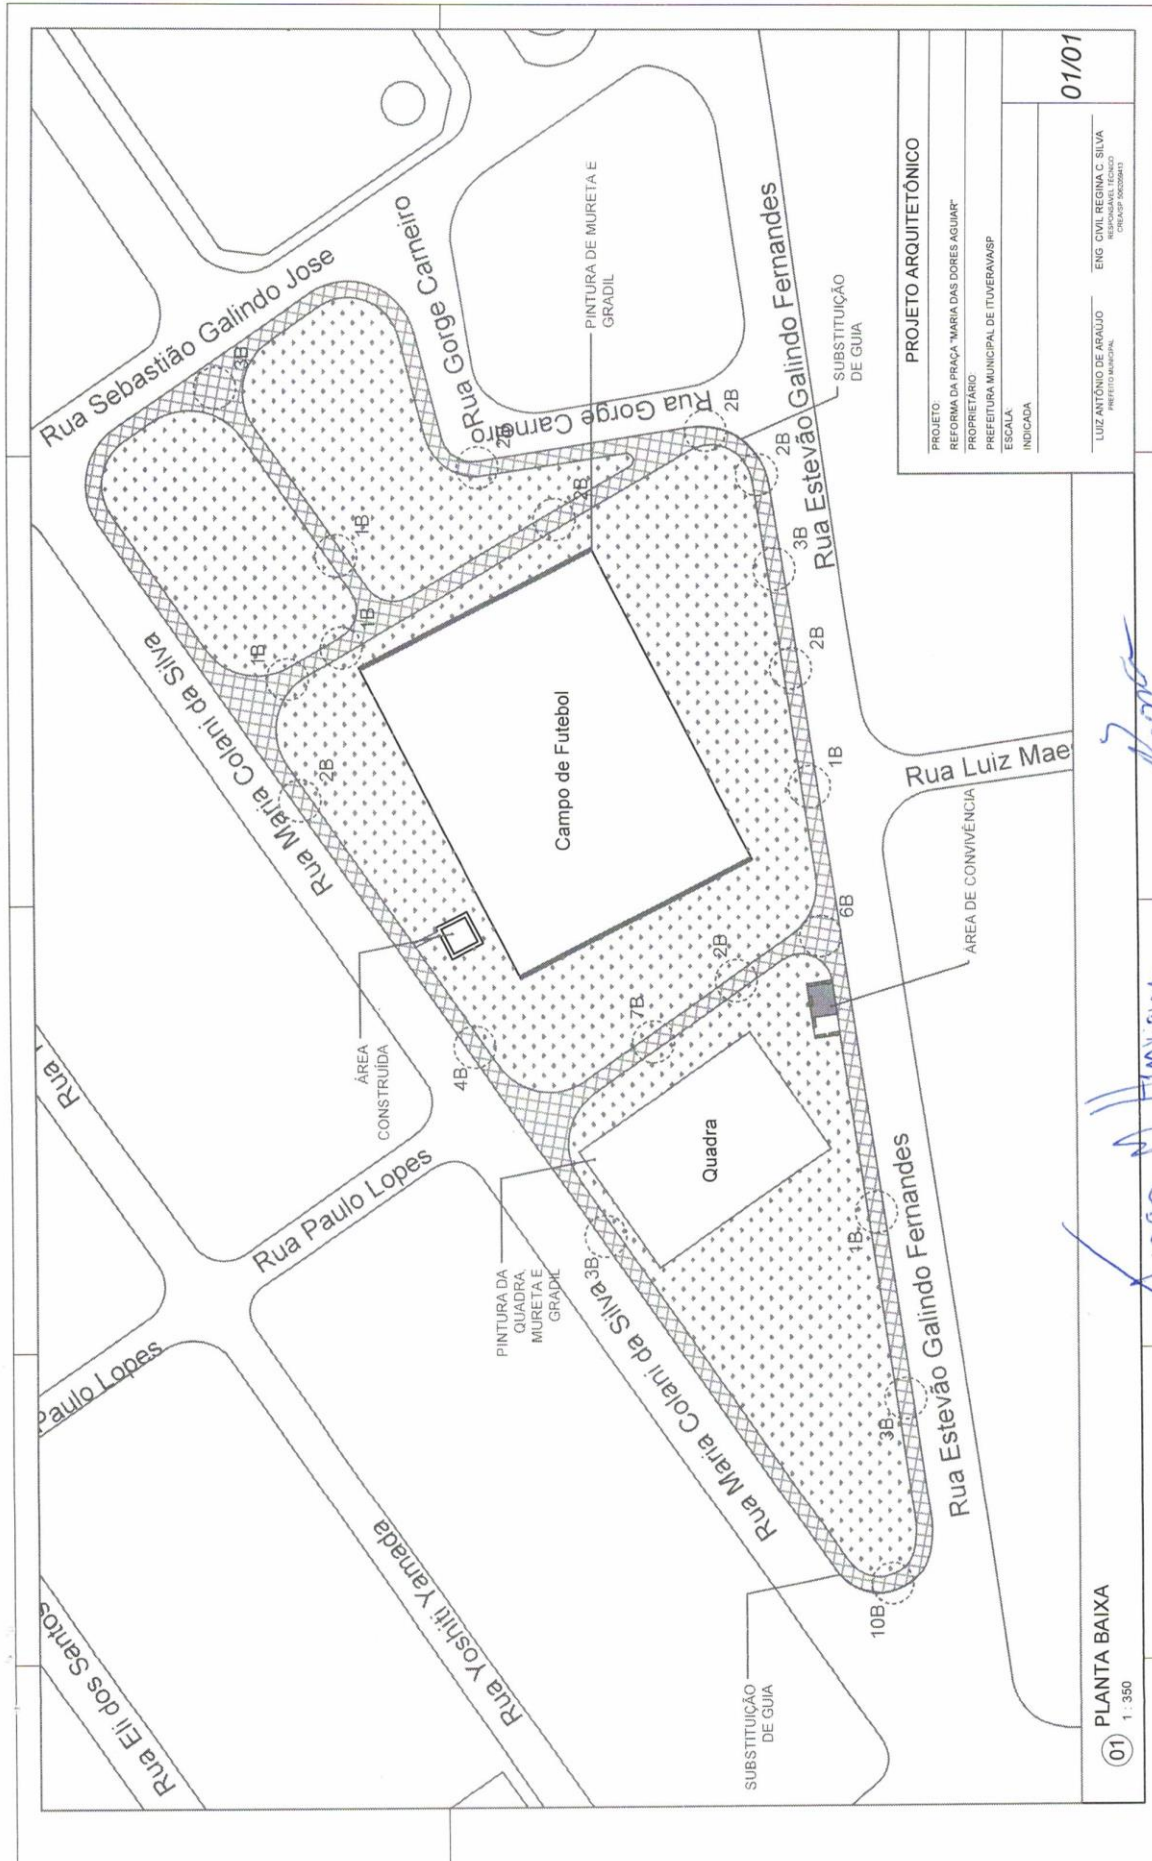 Rua Eli dos Santos
Paulo Lopes
Rua Yoshiti Yamada
Rua Paulo Lopes
Rua
Rua Sebastião Galindo Jose
Rua Maria Colani da Silva
Rua Maria Colani da Silva
Rua Gorge Carneiro
Rua Gorge Carneiro
Rua Estevão Galindo Fernandes
Rua Estevão Galindo Fernandes
Rua Luiz Mae
ÁREA
CONSTRUÍDA
PINTURA DA
QUADRA,
MURETA E
GRADIL
PINTURA DE MURETA E
GRADIL
SUBSTITUIÇÃO
DE GUIA
SUBSTITUIÇÃO
DE GUIA
ÁREA DE CONVIVÊNCIA
Campo de Futebol
Quadra
3B
1B
1B
1B
2B
2B
2B
2B
2B
3B
2B
1B
6B
2B
7B
4B
3B
1B
3B
10B
01 PLANTA BAIXA
1 : 350
PROJETO ARQUITETÔNICO
PROJETO:
REFORMA DA PRAÇA "MARIA DAS DORES AGUIAR"
PROPRIETÁRIO:
PREFEITURA MUNICIPAL DE ITUVERAVA/SP
ESCALA:
INDICADA
01/01
LUIZ ANTÔNIO DE ARAÚJO
PREFEITO MUNICIPAL
ENG. CIVIL REGINA C. SILVA
RESPONSÁVEL TÉCNICO